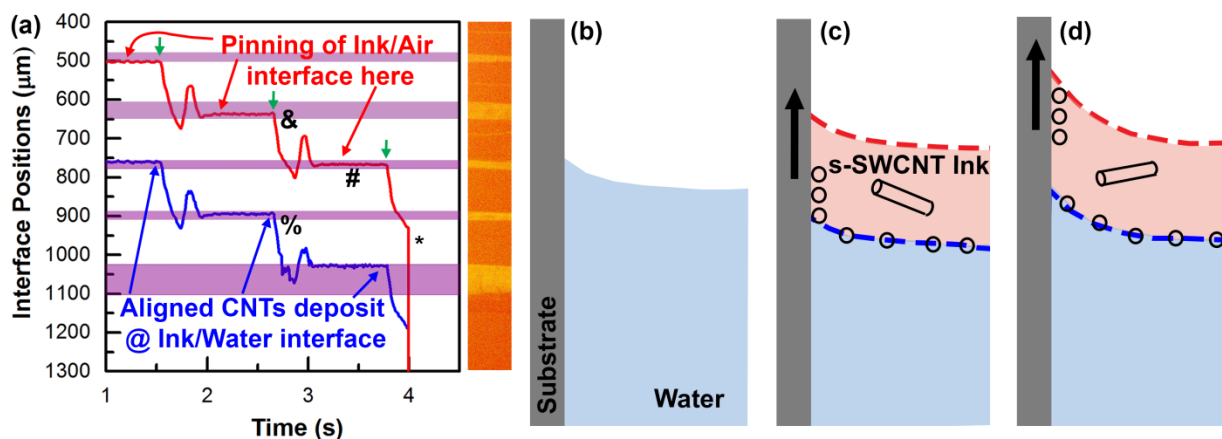 (a)
400
500
600
700
800
900
1000
1100
1200
1300
Interface Positions (µm)
Pinning of Ink/Air
interface here
&
#
%
*
Aligned CNTs deposit
@ Ink/Water interface
1
2
3
4
Time (s)
(b)
Substrate
Water
(c)
s-SWCNT Ink
(d)